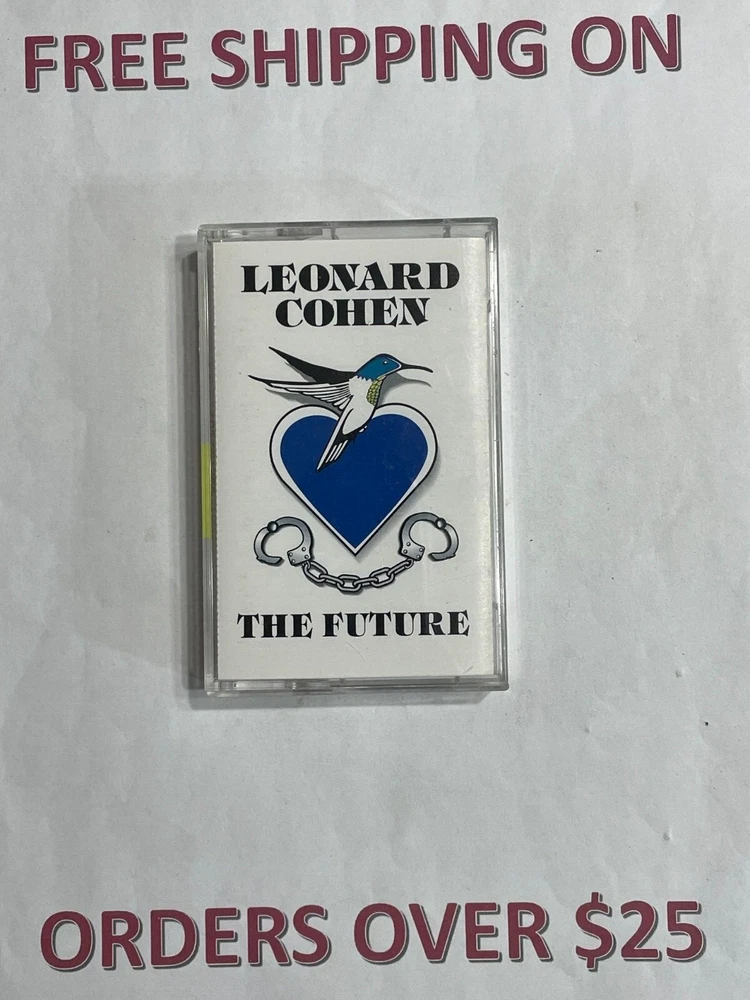 FREE SHIPPING ON
LEONARD
COHEN
THE FUTURE
ORDERS OVER $25